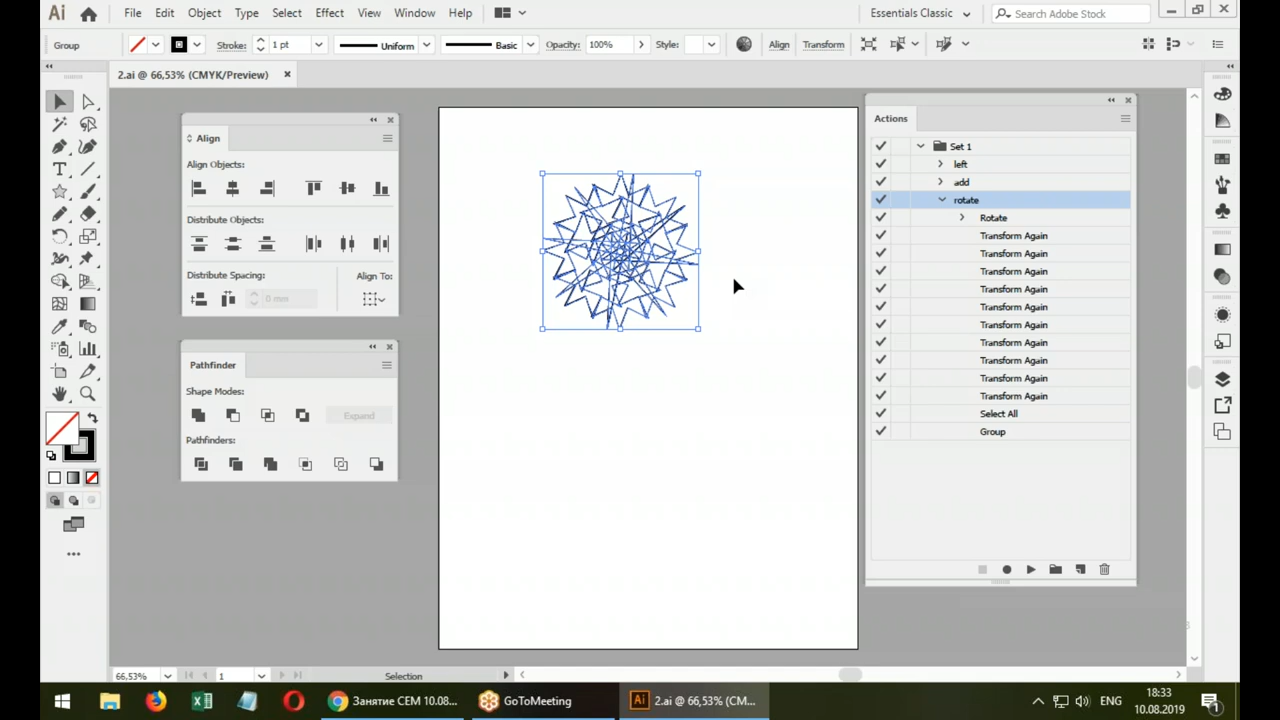 Ai File Edit Object Type Select Effect View Window Help Essentials Classic Search Adobe Stock
Group Stroke: 1 pt Uniform Basic Opacity: 100% Style: Align Transform
2.ai @ 66,53% (CMYK/Preview)
Align
Align Objects:
Distribute Objects:
Distribute Spacing: Align To:
0 mm
Pathfinder
Shape Modes:
Expand
Pathfinders:
Actions
Set 1
left
add
rotate
Rotate
Transform Again
Transform Again
Transform Again
Transform Again
Transform Again
Transform Again
Transform Again
Transform Again
Transform Again
Transform Again
Select All
Group
66,53% 1 Selection
Занятие СЕМ 10.08... GoToMeeting Ai 2.ai @ 66,53% (CM... ENG 18:33
10.08.2019 1